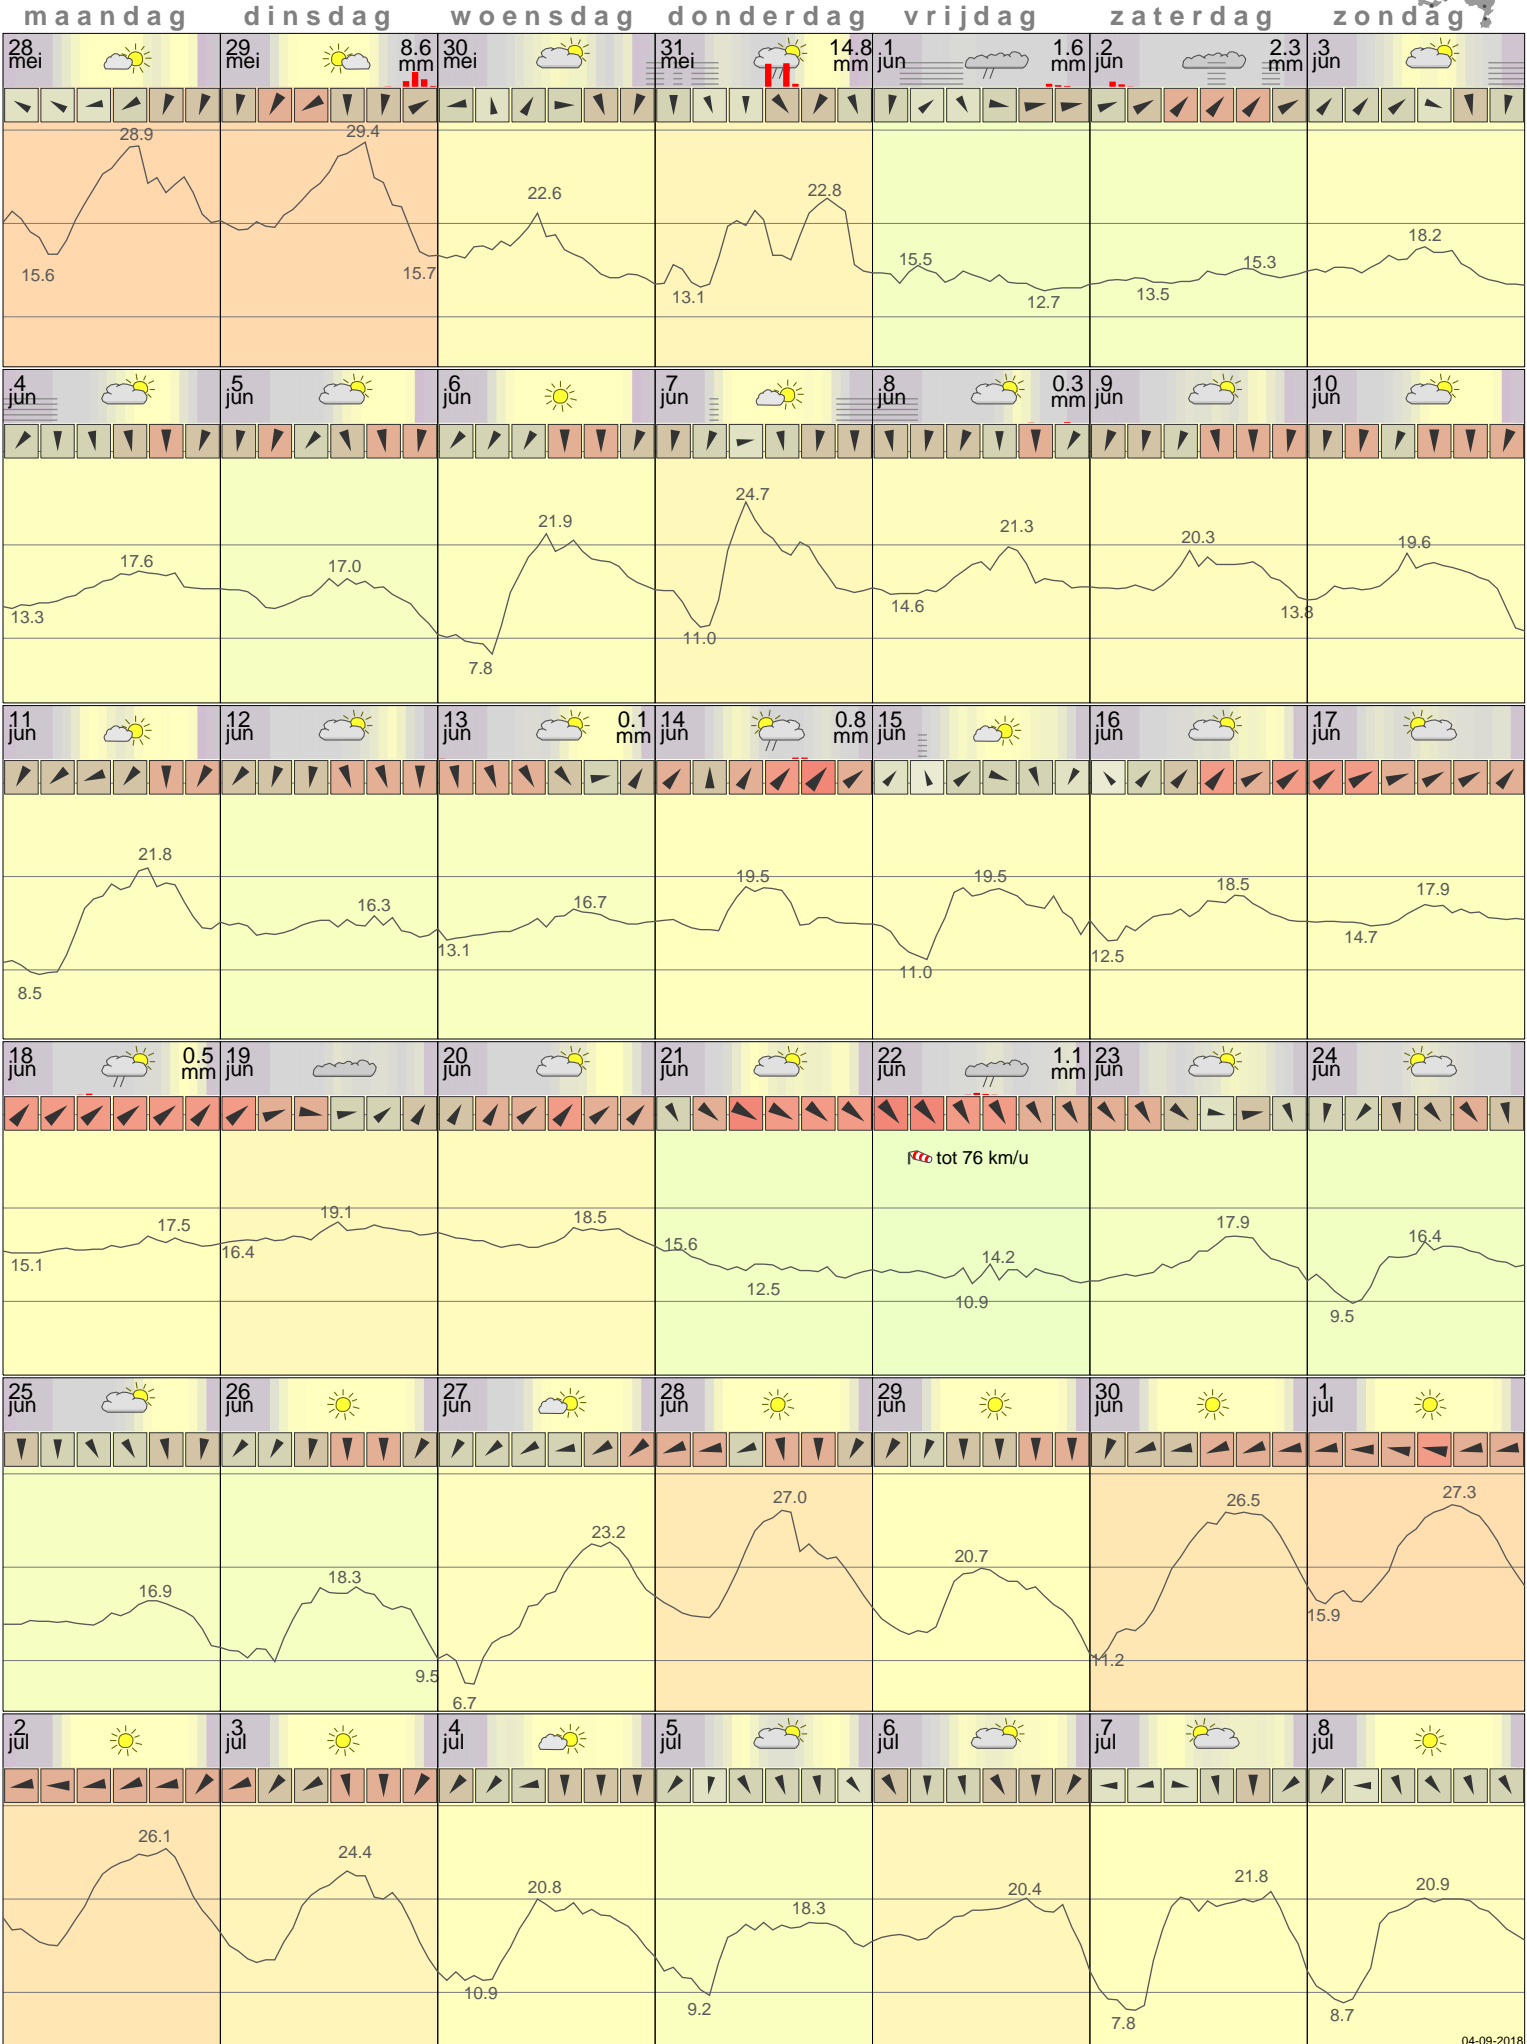 maandag dinsdag woensdag donderdag vrijdag zaterdag zondag
28 mei
29 mei 8.6 mm
30 mei
31 mei 14.8 mm
1 jun 1.6 mm
2 jun 2.3 mm
3 jun
28.9 29.4
22.6 22.8
18.2
15.6 15.7 13.1 15.5 12.7 13.5 15.3
4 jun
5 jun
6 jun
7 jun
8 jun 0.3 mm
9 jun
10 jun
24.7
21.9 21.3 20.3 19.6
17.6 17.0
13.3 14.6 13.8
7.8 11.0
11 jun
12 jun
13 jun 0.1 mm
14 jun 0.8 mm
15 jun
16 jun
17 jun
21.8
16.3 16.7 19.5 19.5 18.5 17.9
13.1 12.5 14.7
8.5 11.0
18 jun 0.5 mm
19 jun
20 jun
21 jun
22 jun 1.1 mm
23 jun
24 jun
tot 76 km/u
17.5 19.1 18.5 17.9 16.4
15.1 16.4 15.6 14.2
12.5 10.9 9.5
25 jun
26 jun
27 jun
28 jun
29 jun
30 jun
1 jul
27.0 26.5 27.3
23.2 20.7
16.9 18.3
15.9
9.5 6.7 11.2
2 jul
3 jul
4 jul
5 jul
6 jul
7 jul
8 jul
26.1 24.4
20.8 18.3 20.4 21.8 20.9
10.9 9.2 7.8 8.7
04-09-2018